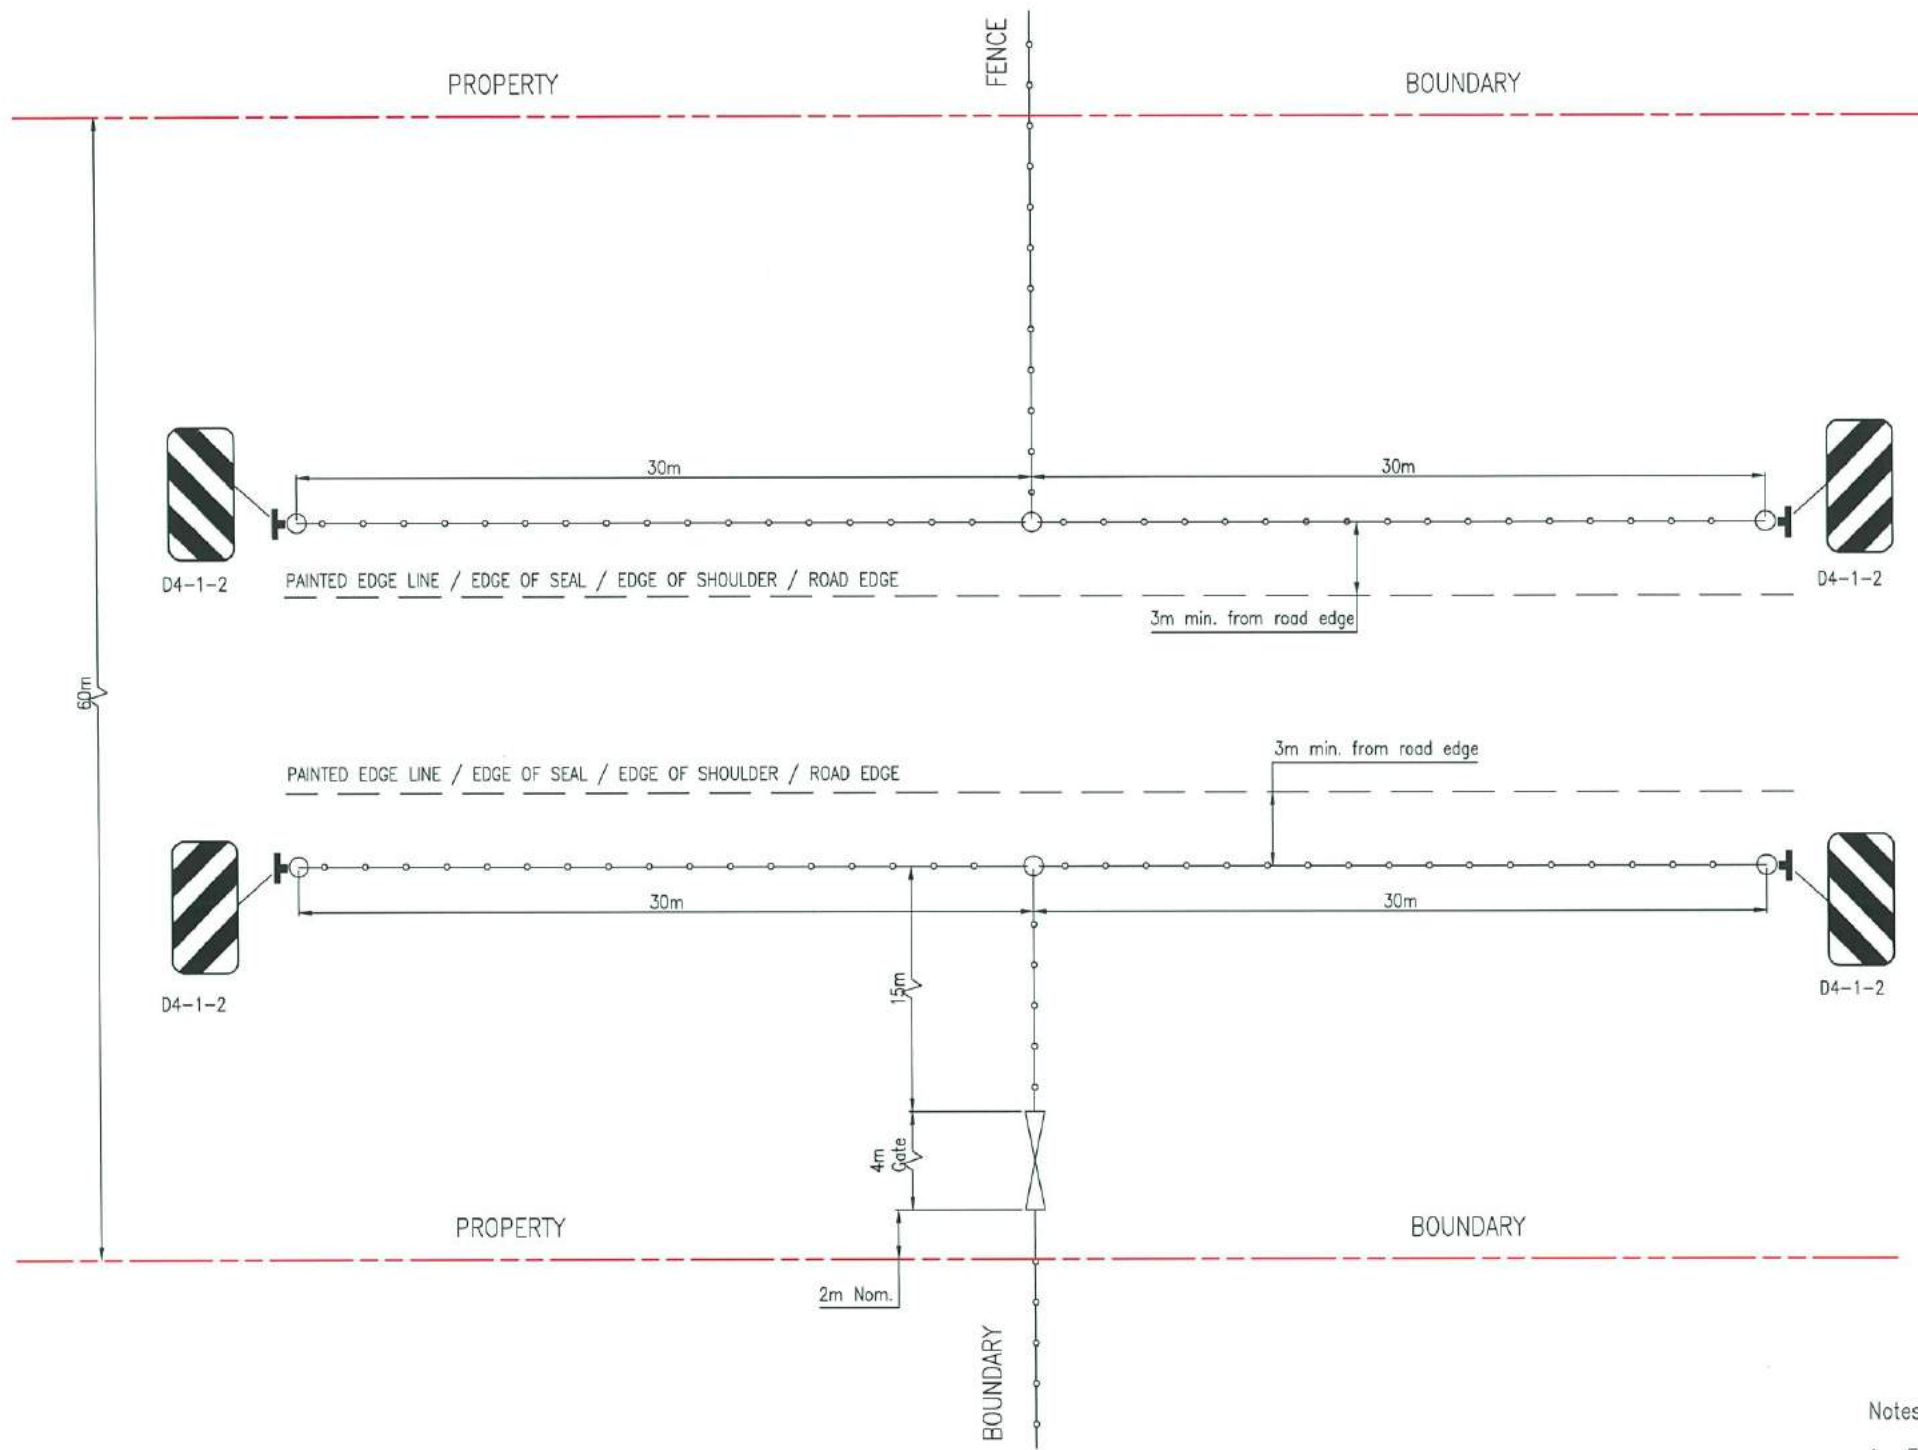 FENCE
PROPERTY
BOUNDARY
30m
30m
D4-1-2
PAINTED EDGE LINE / EDGE OF SEAL / EDGE OF SHOULDER / ROAD EDGE
D4-1-2
3m min. from road edge
60m
3m min. from road edge
PAINTED EDGE LINE / EDGE OF SEAL / EDGE OF SHOULDER / ROAD EDGE
30m
30m
15m
D4-1-2
D4-1-2
4m
Gate
PROPERTY
BOUNDARY
2m Nom.
BOUNDARY
Notes